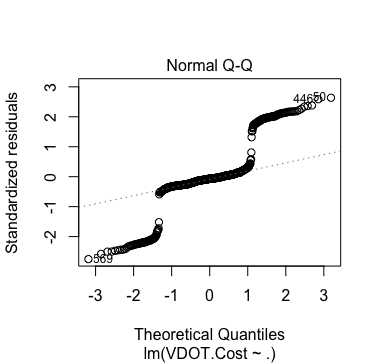 Normal Q-Q
Standardized residuals
3
2
1
0
-1
-2
569
-3 -2 -1 0 1 2 3
Theoretical Quantiles
lm(VDOT.Cost ~ .)